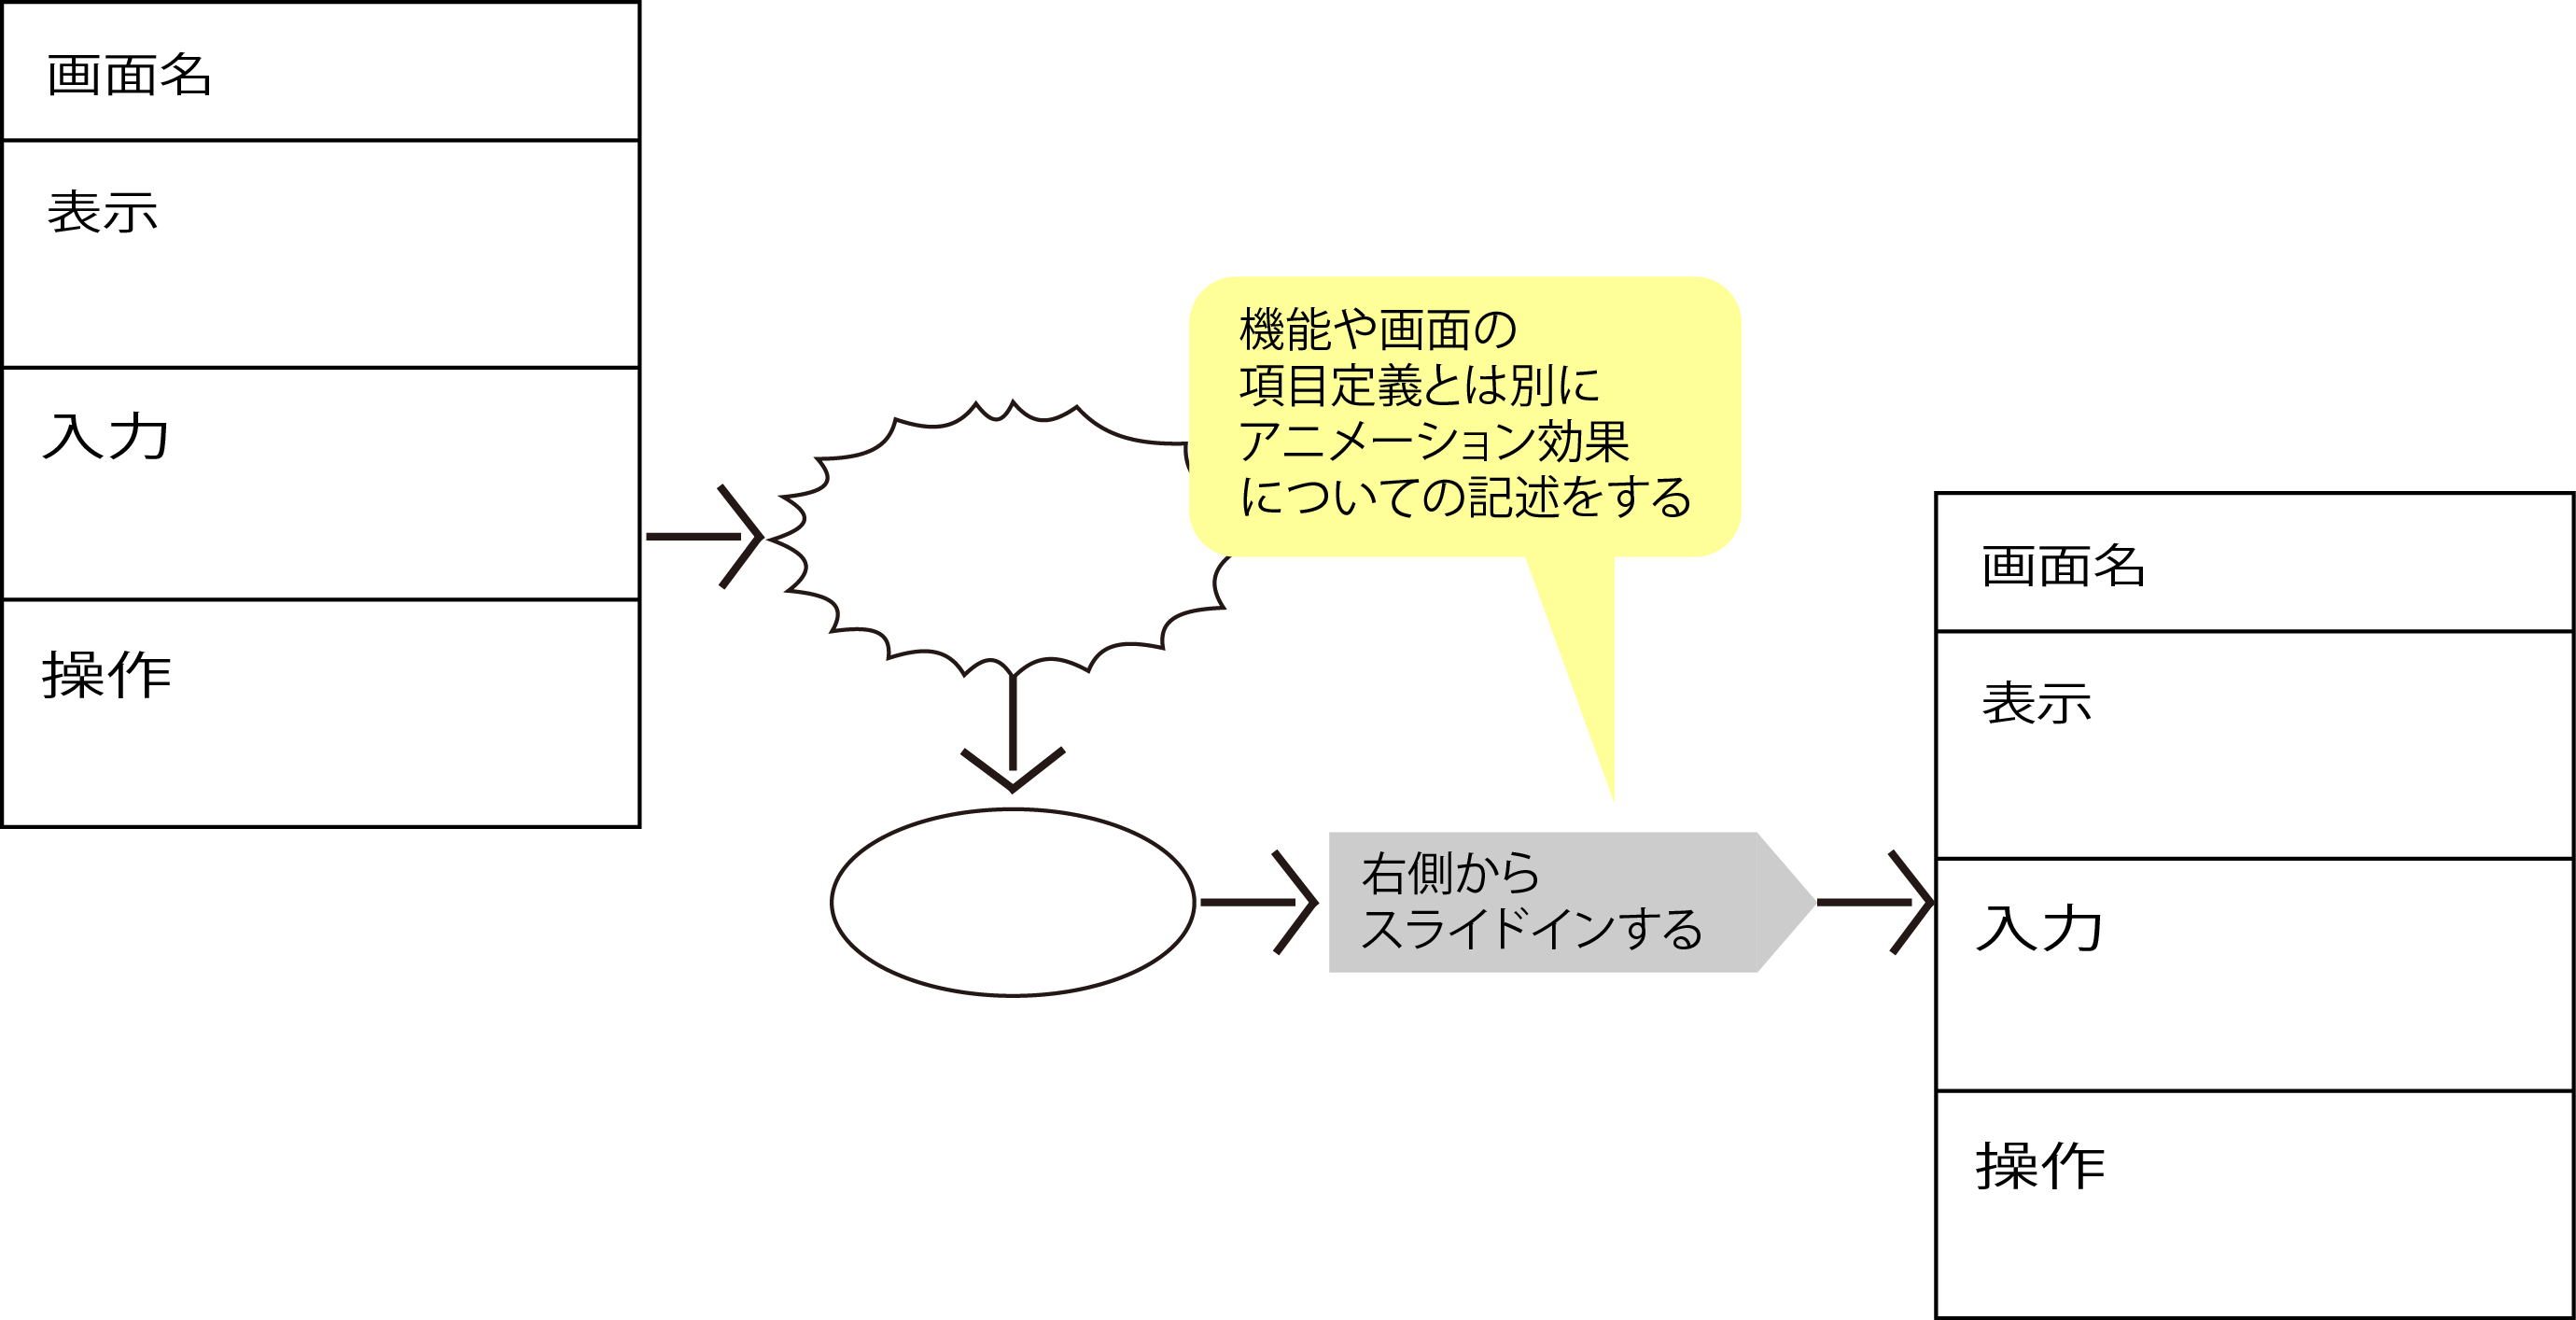 画面名
表示
入力
操作
機能や画面の
項目定義とは別に
アニメーション効果
についての記述をする
右側から
スライドインする
画面名
表示
入力
操作